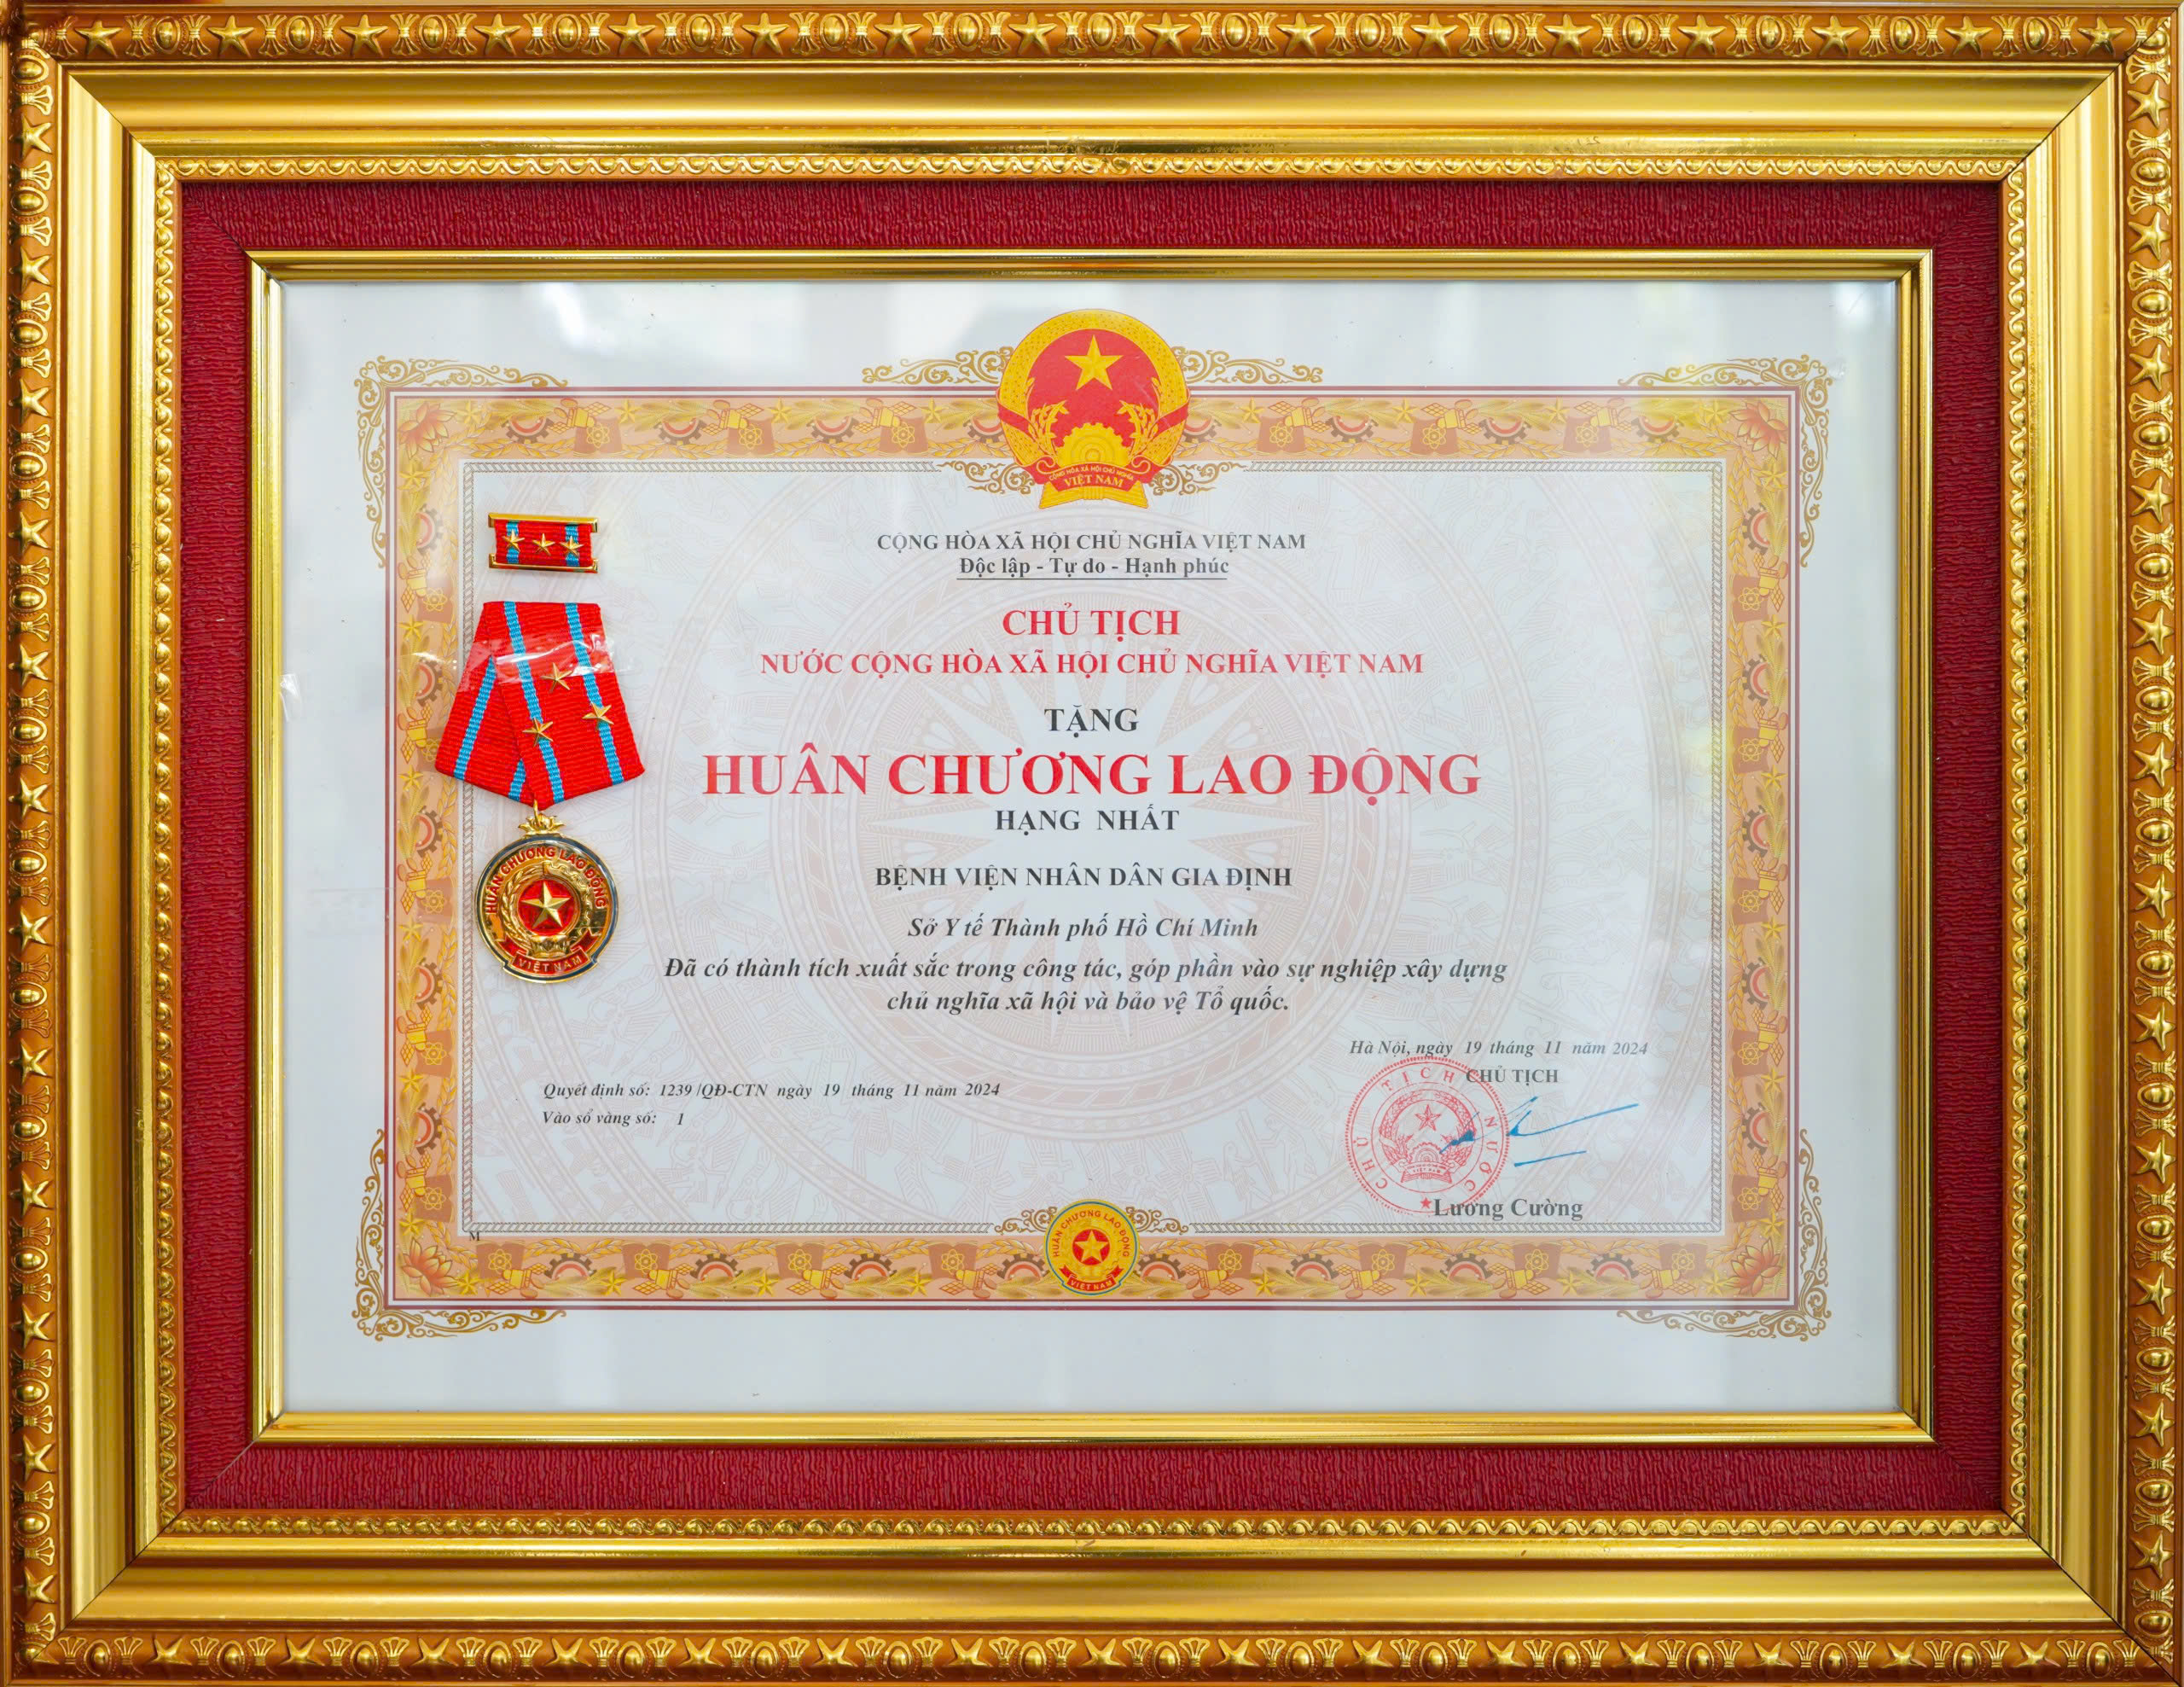 CỘNG HÒA XÃ HỘI CHỦ NGHĨA
VIỆT NAM
CỘNG HÒA XÃ HỘI CHỦ NGHĨA VIỆT NAM
Độc lập - Tự do - Hạnh phúc
CHỦ TỊCH
NƯỚC CỘNG HÒA XÃ HỘI CHỦ NGHĨA VIỆT NAM
TẶNG
HUÂN CHƯƠNG LAO ĐỘNG
HẠNG NHẤT
HUÂN CHƯƠNG LAO ĐỘNG
VIỆT NAM
BỆNH VIỆN NHÂN DÂN GIA ĐỊNH
Sở Y tế Thành phố Hồ Chí Minh
Đã có thành tích xuất sắc trong công tác, góp phần vào sự nghiệp xây dựng
chủ nghĩa xã hội và bảo vệ Tổ quốc.
Hà Nội, ngày 19 tháng 11 năm 2024
CHỦ TỊCH
CHỦ TỊCH NƯỚC
Lương Cường
Quyết định số: 1239 /QĐ-CTN ngày 19 tháng 11 năm 2024
Vào sổ vàng số: 1
M
HUÂN CHƯƠNG LAO ĐỘNG
VIỆT NAM